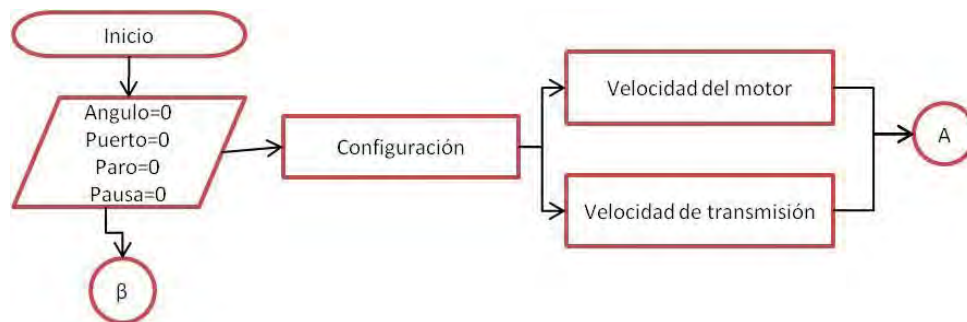 Inicio
Angulo=0
Puerto=0
Paro=0
Pausa=0
Configuración
Velocidad del motor
Velocidad de transmisión
A
β